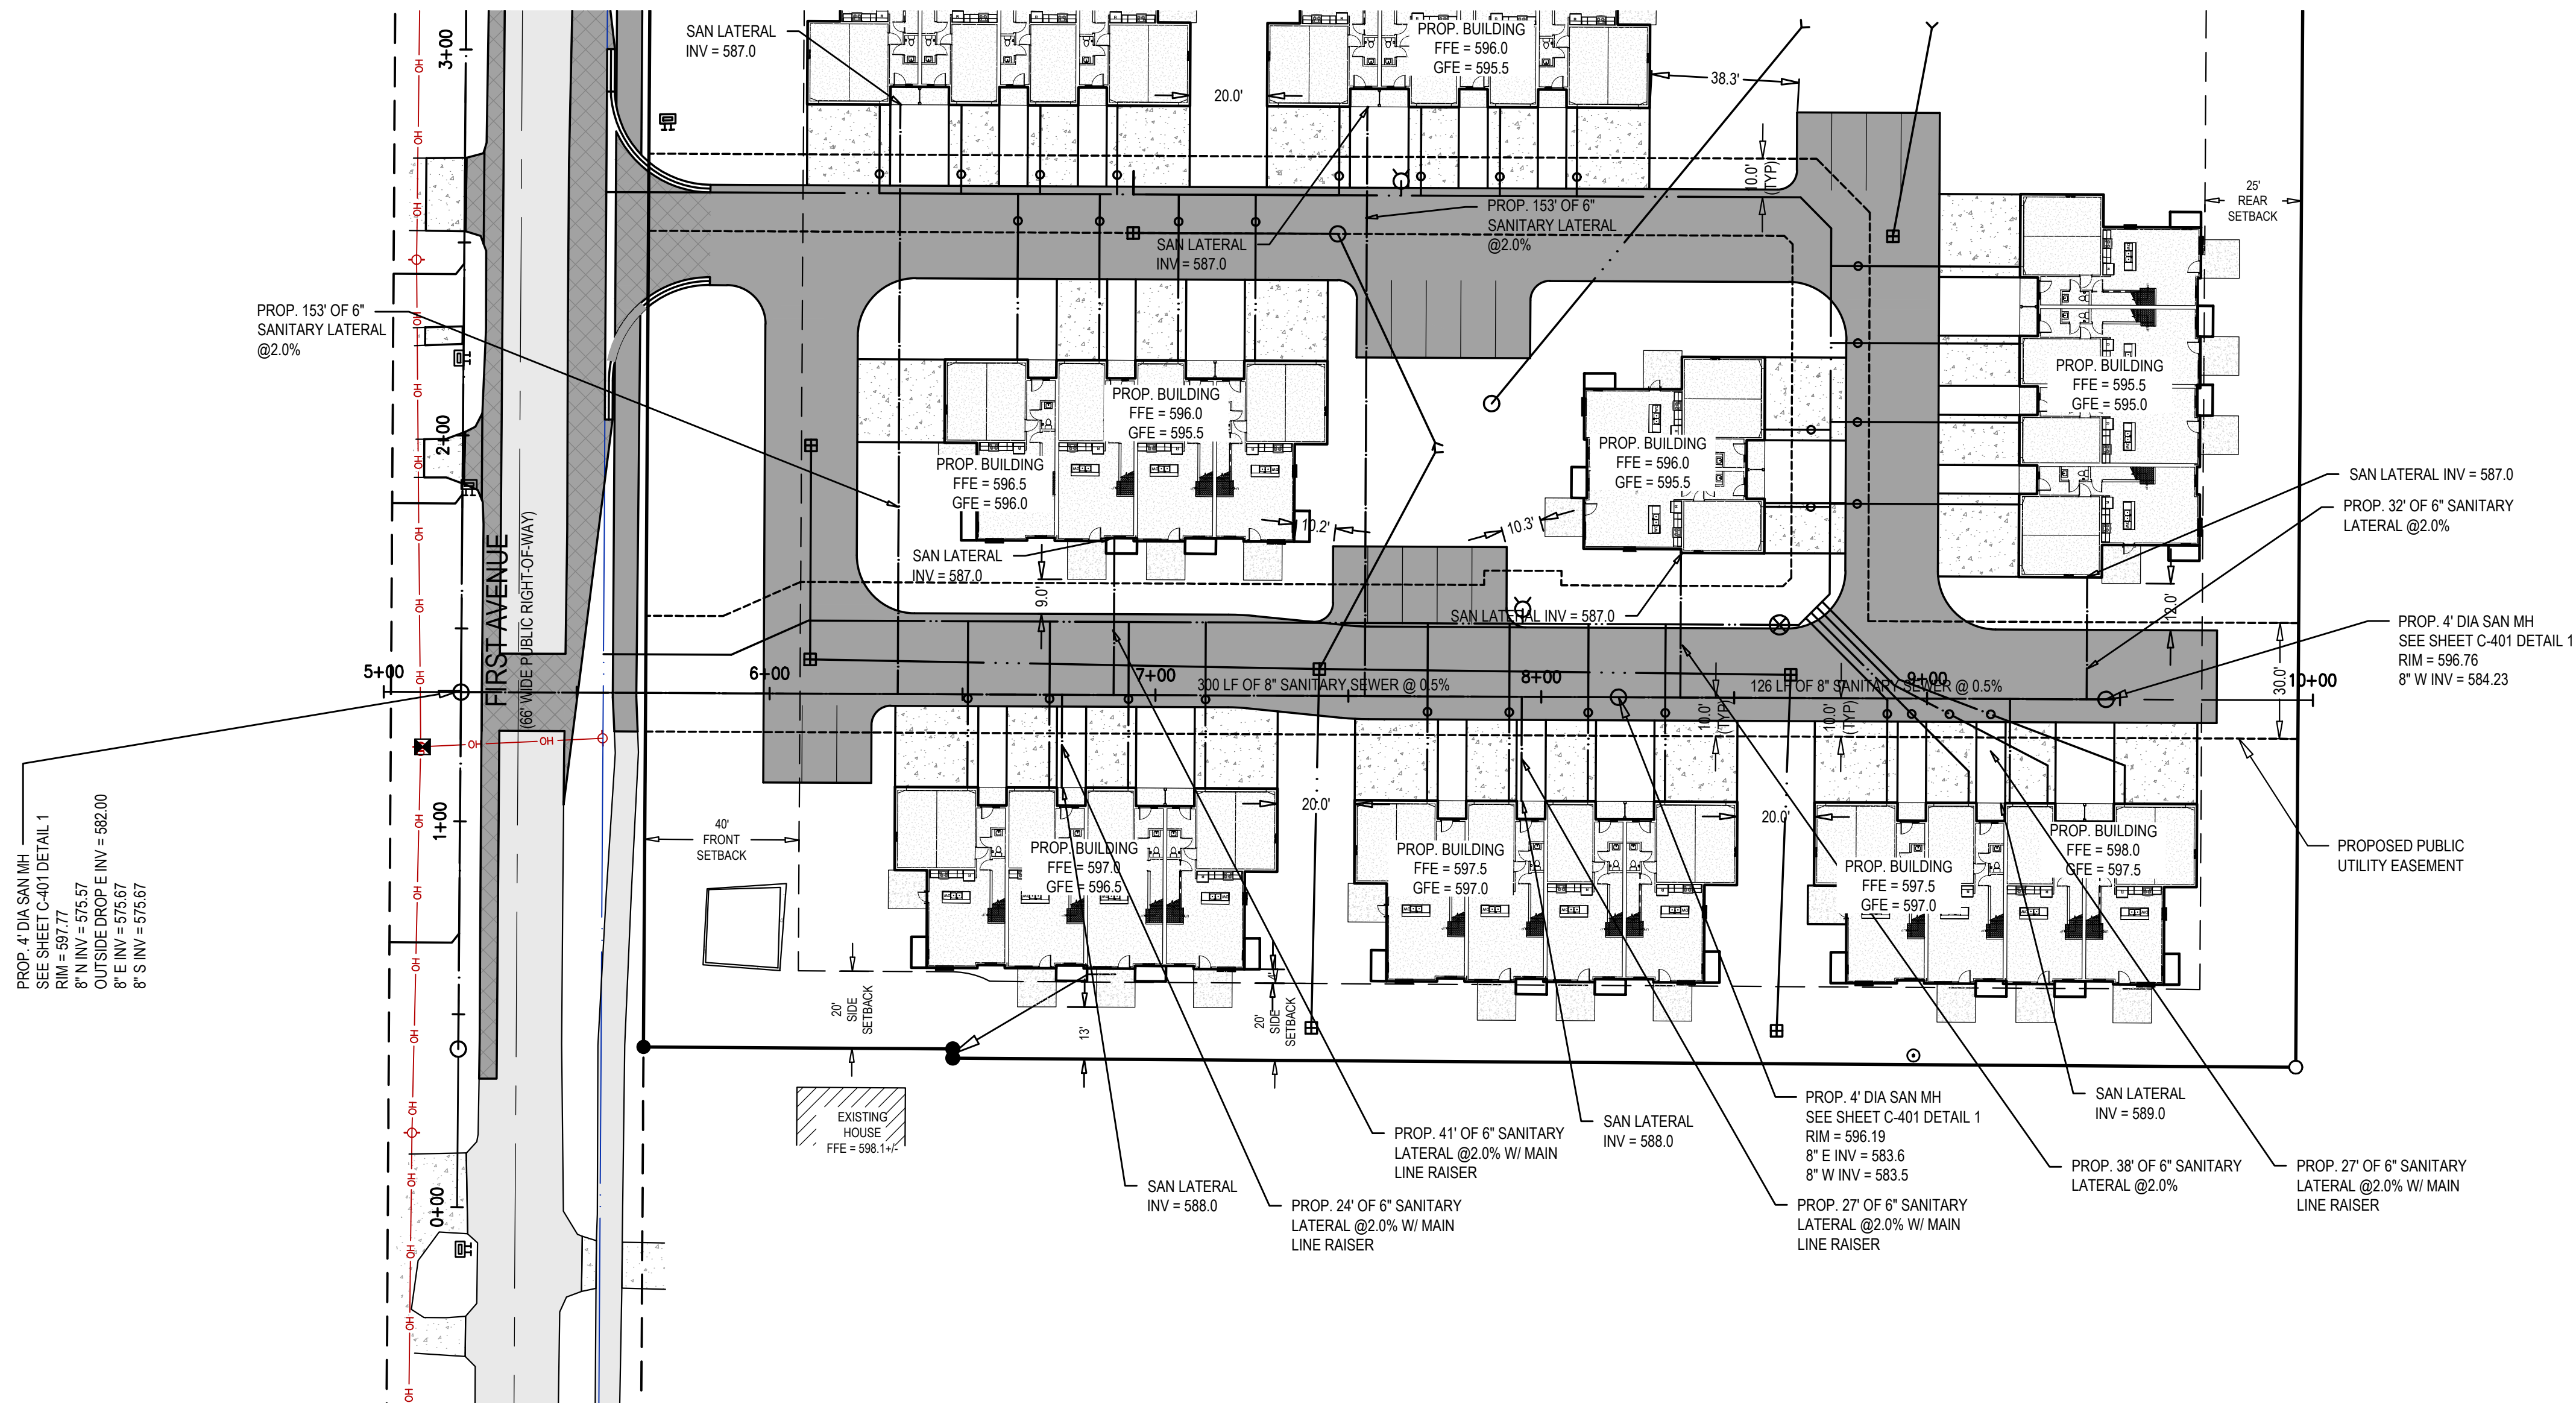 SAN LATERAL
INV = 587.0
PROP. BUILDING
FFE = 596.0
GFE = 595.5
3+00
OH
20.0'
38.3'
10.0'
(TYP)
25'
REAR
SETBACK
PROP. 153' OF 6"
SANITARY LATERAL
@2.0%
SAN LATERAL
INV = 587.0
PROP. 153' OF 6"
SANITARY LATERAL
@2.0%
PROP. BUILDING
FFE = 595.5
GFE = 595.0
PROP. BUILDING
FFE = 596.0
GFE = 595.5
PROP. BUILDING
FFE = 596.5
GFE = 596.0
PROP. BUILDING
FFE = 596.0
GFE = 595.5
2+00
SAN LATERAL INV = 587.0
PROP. 32' OF 6" SANITARY
LATERAL @2.0%
10.2'
10.3'
SAN LATERAL
INV = 587.0
9.0'
FIRST AVENUE
(66' WIDE PUBLIC RIGHT-OF-WAY)
SAN LATERAL INV = 587.0
12.0'
PROP. 4' DIA SAN MH
SEE SHEET C-401 DETAIL 1
RIM = 596.76
8" W INV = 584.23
5+00
6+00
7+00
8+00
9+00
10+00
300 LF OF 8" SANITARY SEWER @ 0.5%
126 LF OF 8" SANITARY SEWER @ 0.5%
30.0'
10.0'
(TYP)
10.0'
(TYP)
OH
OH
1+00
40'
FRONT
SETBACK
20.0'
20.0'
PROP. BUILDING
FFE = 597.0
GFE = 596.5
PROP. BUILDING
FFE = 597.5
GFE = 597.0
PROP. BUILDING
FFE = 597.5
GFE = 597.0
PROP. BUILDING
FFE = 598.0
GFE = 597.5
PROPOSED PUBLIC
UTILITY EASEMENT
PROP. 4' DIA SAN MH
SEE SHEET C-401 DETAIL 1
RIM = 597.77
8" N INV = 575.57
OUTSIDE DROP E INV = 582.00
8" E INV = 575.67
8" S INV = 575.67
20'
SIDE
SETBACK
13'
4'
20'
SIDE
SETBACK
EXISTING
HOUSE
FFE = 598.1+/-
0+00
SAN LATERAL
INV = 588.0
PROP. 24' OF 6" SANITARY
LATERAL @2.0% W/ MAIN
LINE RAISER
PROP. 41' OF 6" SANITARY
LATERAL @2.0% W/ MAIN
LINE RAISER
SAN LATERAL
INV = 588.0
PROP. 4' DIA SAN MH
SEE SHEET C-401 DETAIL 1
RIM = 596.19
8" E INV = 583.6
8" W INV = 583.5
PROP. 27' OF 6" SANITARY
LATERAL @2.0% W/ MAIN
LINE RAISER
SAN LATERAL
INV = 589.0
PROP. 38' OF 6" SANITARY
LATERAL @2.0%
PROP. 27' OF 6" SANITARY
LATERAL @2.0% W/ MAIN
LINE RAISER